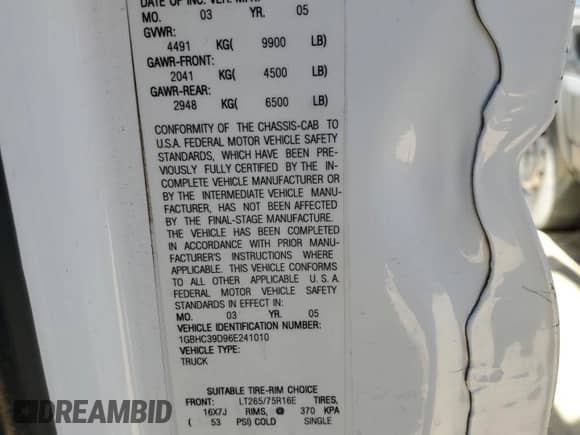 DATE OF INC. VEH. MFR.
MO. 03 YR. 05
GVWR:
4491 KG( 9900 LB)
GAWR-FRONT:
2041 KG( 4500 LB)
GAWR-REAR:
2948 KG( 6500 LB)
CONFORMITY OF THE CHASSIS-CAB TO
U.S.A. FEDERAL MOTOR VEHICLE SAFETY
STANDARDS, WHICH HAVE BEEN PRE-
VIOUSLY FULLY CERTIFIED BY THE IN-
COMPLETE VEHICLE MANUFACTURER OR
BY THE INTERMEDIATE VEHICLE MANU-
FACTURER, HAS NOT BEEN AFFECTED
BY THE FINAL-STAGE MANUFACTURE.
THE VEHICLE HAS BEEN COMPLETED
IN ACCORDANCE WITH PRIOR MANU-
FACTURER'S INSTRUCTIONS WHERE
APPLICABLE. THIS VEHICLE CONFORMS
TO ALL OTHER APPLICABLE U.S.A.
FEDERAL MOTOR VEHICLE SAFETY
STANDARDS IN EFFECT IN:
MO. 03 YR. 05
VEHICLE IDENTIFICATION NUMBER:
1GBHC39D96E241010
VEHICLE TYPE:
TRUCK
SUITABLE TIRE-RIM CHOICE
FRONT: LT265/75R16E TIRES,
16X7J RIMS, @ 370 KPA
( 53 PSI) COLD SINGLE